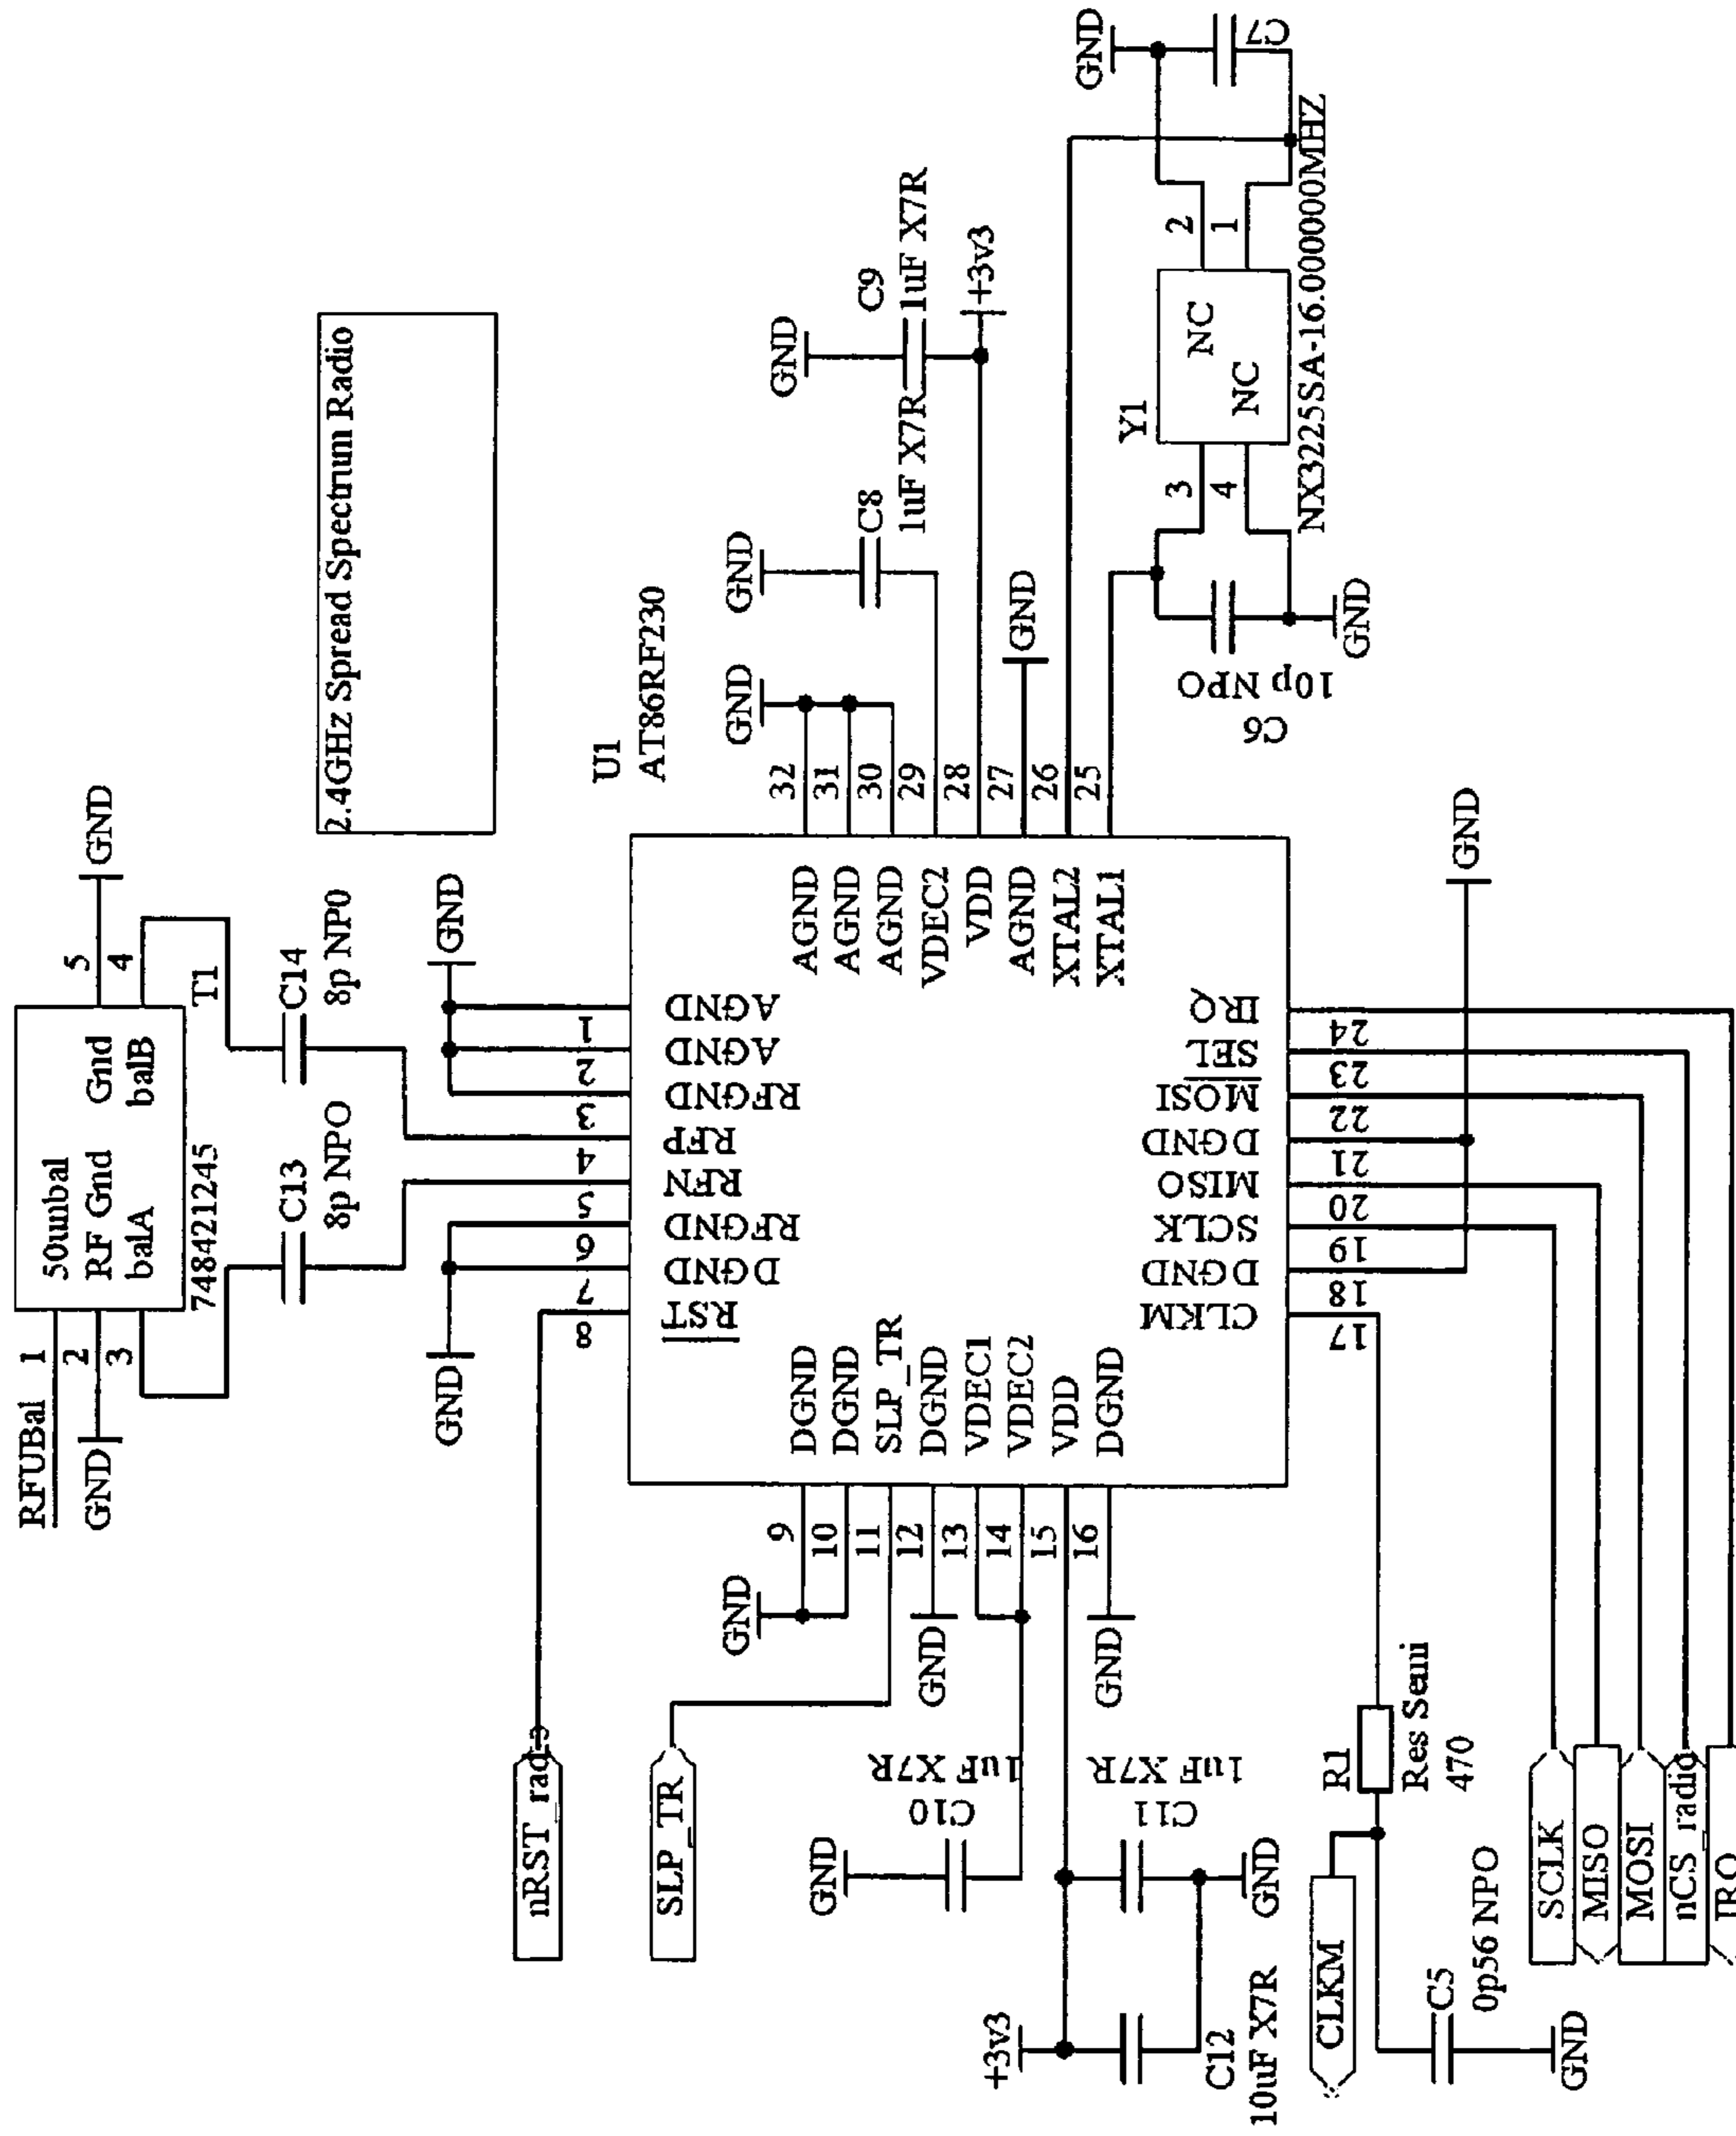 2.4GHz Spread Spectrum Radio
RFUBal
GND
1
2
3
50unbal
RF Gnd
balA
Gnd
balB
5
4
GND
748421245
T1
C13
8p NPO
C14
8p NP0
GND
GND
U1
AT86RF230
8
7
6
5
4
3
2
1
RST
DGND
RFGND
RFN
RFP
RFGND
AGND
AGND
nRST_radio
SLP_TR
GND
9
10
11
12
13
14
15
16
DGND
DGND
SLP_TR
DGND
VDEC1
VDEC2
VDD
DGND
GND
GND
AGND
AGND
AGND
VDEC2
VDD
AGND
XTAL2
XTAL1
32
31
30
29
28
27
26
25
GND
GND
C8
1uF X7R
GND
C9
1uF X7R
+3v3
GND
GND
C10
1uF X7R
C11
1uF X7R
GND
+3v3
C12
10uF X7R
CLKM
DGND
SCLK
MISO
DGND
MOSI
SEL
IRQ
17
18
19
20
21
22
23
24
GND
C6
10p NPO
GND
Y1
3
4
NC
NC
2
1
NX3225SA-16.000000MHZ
GND
C7
R1
Res Semi
470
CLKM
C5
0p56 NPO
GND
SCLK
MISO
MOSI
nCS_radio
IRQ